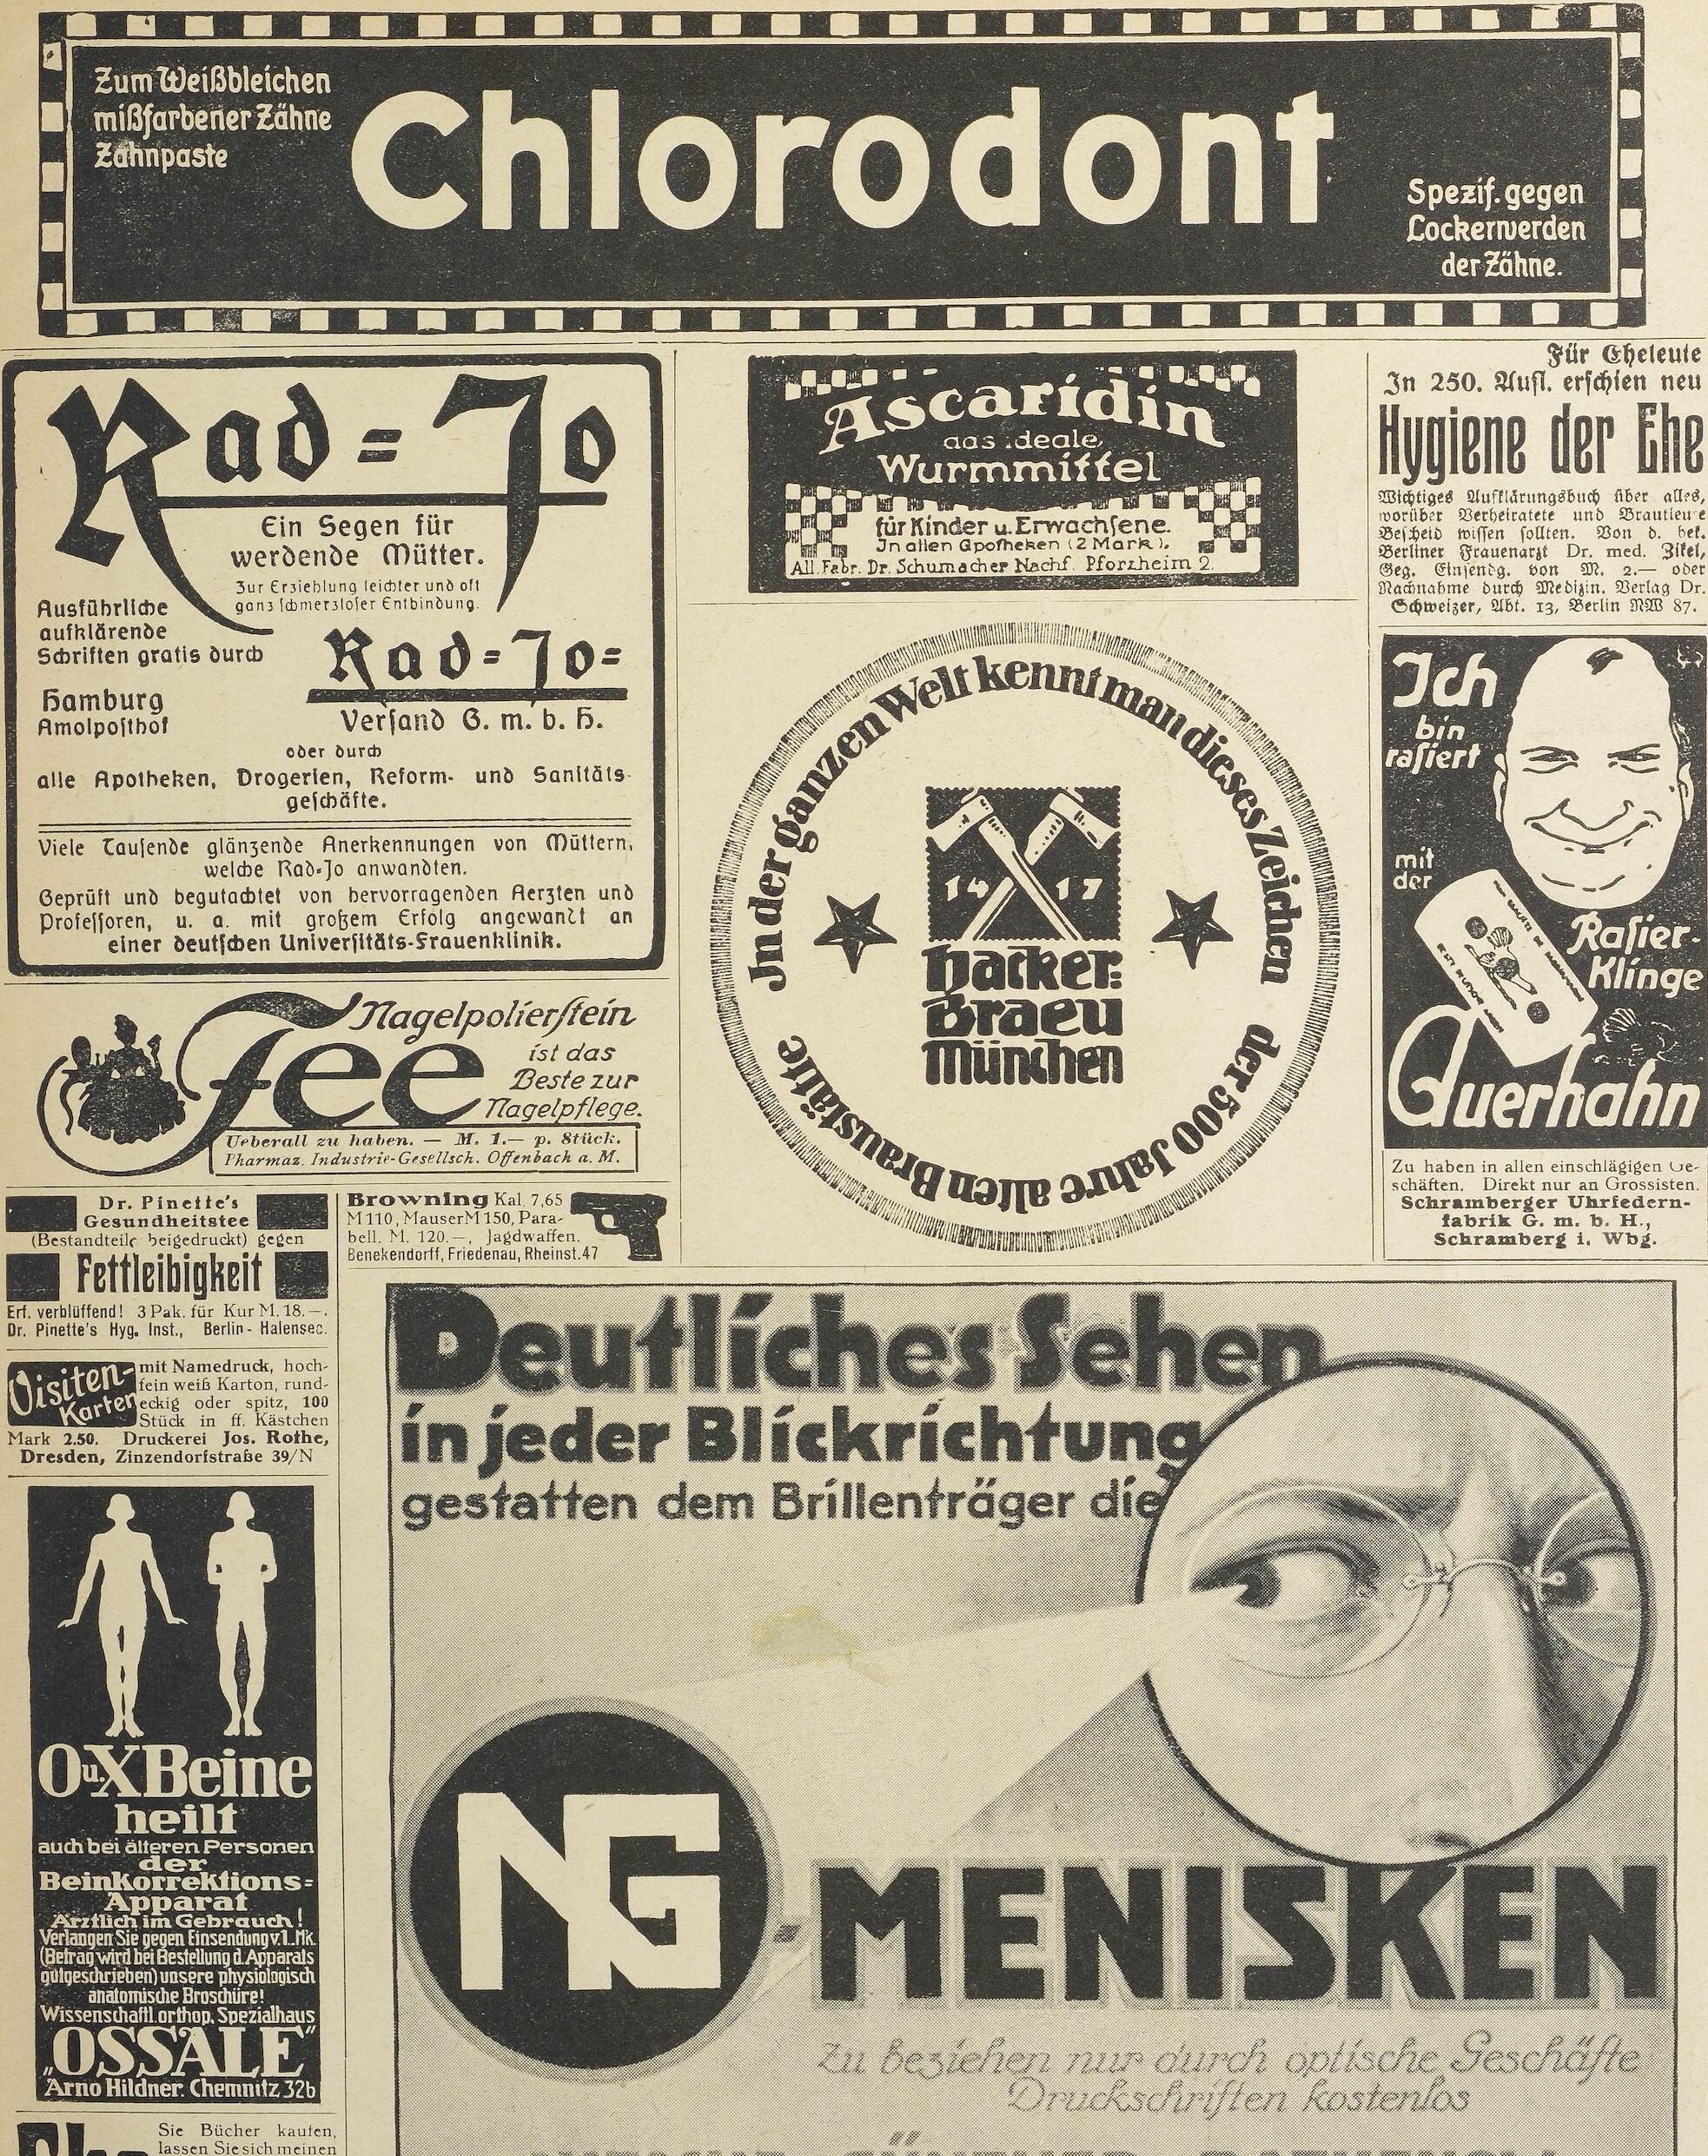 Zum Weißbleichen
mißfarbener Zähne
Zahnpaste
Chlorodont
Spezif. gegen
Lockerwerden
der Zähne.
Rad=Jo
Ein Segen für
werdende Mütter.
Zur Erziehlung leichter und oft
ganz schmerzloser Entbindung.
Ausführliche
aufklärende
Schriften gratis durch
Rad=Jo=
Hamburg
Amolposthof
Versand G. m. b. H.
oder durch
alle Apotheken, Drogerien, Reform- und Sanitäts-
geschäfte.
Viele Tausende glänzende Anerkennungen von Müttern,
welche Rad-Jo anwandten.
Geprüft und begutachtet von hervorragenden Aerzten und
Professoren, u. a. mit großem Erfolg angewandt an
einer deutschen Universitäts-Frauenklinik.
Fee
Nagelpolierstein
ist das
Beste zur
Nagelpflege.
Ueberall zu haben. — M. 1.— p. Stück.
Pharmaz. Industrie-Gesellsch. Offenbach a. M.
Dr. Pinette's
Gesundheitstee
(Bestandteile beigedruckt) gegen
Fettleibigkeit
Erf. verblüffend! 3 Pak. für Kur M. 18.—.
Dr. Pinette's Hyg. Inst., Berlin-Halensee.
Visiten-
Karten
mit Namedruck, hoch-
fein weiß Karton, rund-
eckig oder spitz, 100
Stück in ff. Kästchen
Mark 2.50. Druckerei Jos. Rothe,
Dresden, Zinzendorfstraße 39/N
O u. X Beine
heilt
auch bei älteren Personen
der
Beinkorrektions-
Apparat
Ärztlich im Gebrauch!
Verlangen Sie gegen Einsendung v. 1. Mk.
(Betrag wird bei Bestellung d. Apparats
gutgeschrieben) unsere physiologisch
anatomische Broschüre!
Wissenschaftl. orthop. Spezialhaus
„OSSALE"
Arno Hildner. Chemnitz 32b
Sie Bücher kaufen,
lassen Sie sich meinen
Browning Kal. 7,65
M 110, Mauser M 150, Para-
bell. M. 120.—, Jagdwaffen.
Benekendorff, Friedenau, Rheinst. 47
Ascaridin
das ideale
Wurmmittel
für Kinder u. Erwachsene.
In allen Apotheken (2 Mark).
All. Fabr. Dr. Schumacher Nachf. Pforzheim 2.
In der ganzen Welt kennt man dieses Zeichen
1417
Hacker-
Braeu
München
der 500 Jahre alten Braustätte
Für Eheleute
In 250. Aufl. erschien neu
Hygiene der Ehe
Wichtiges Aufklärungsbuch über alles,
worüber Verheiratete und Brautleute
Bescheid wissen sollten. Von d. bek.
Berliner Frauenarzt Dr. med. Zikel,
Geg. Einsendg. von M. 2.— oder
Nachnahme durch Medizin. Verlag Dr.
Schweizer, Abt. 13, Berlin NW 87.
Ich
bin
rasiert
mit
der
Rasier-
Klinge
Querhahn
Zu haben in allen einschlägigen Ge-
schäften. Direkt nur an Grossisten.
Schramberger Uhrfedern-
fabrik G. m. b. H.,
Schramberg i. Wbg.
Deutliches Sehen
in jeder Blickrichtung
gestatten dem Brillenträger die
NG-MENISKEN
Zu beziehen nur durch optische Geschäfte
Druckschriften kostenlos